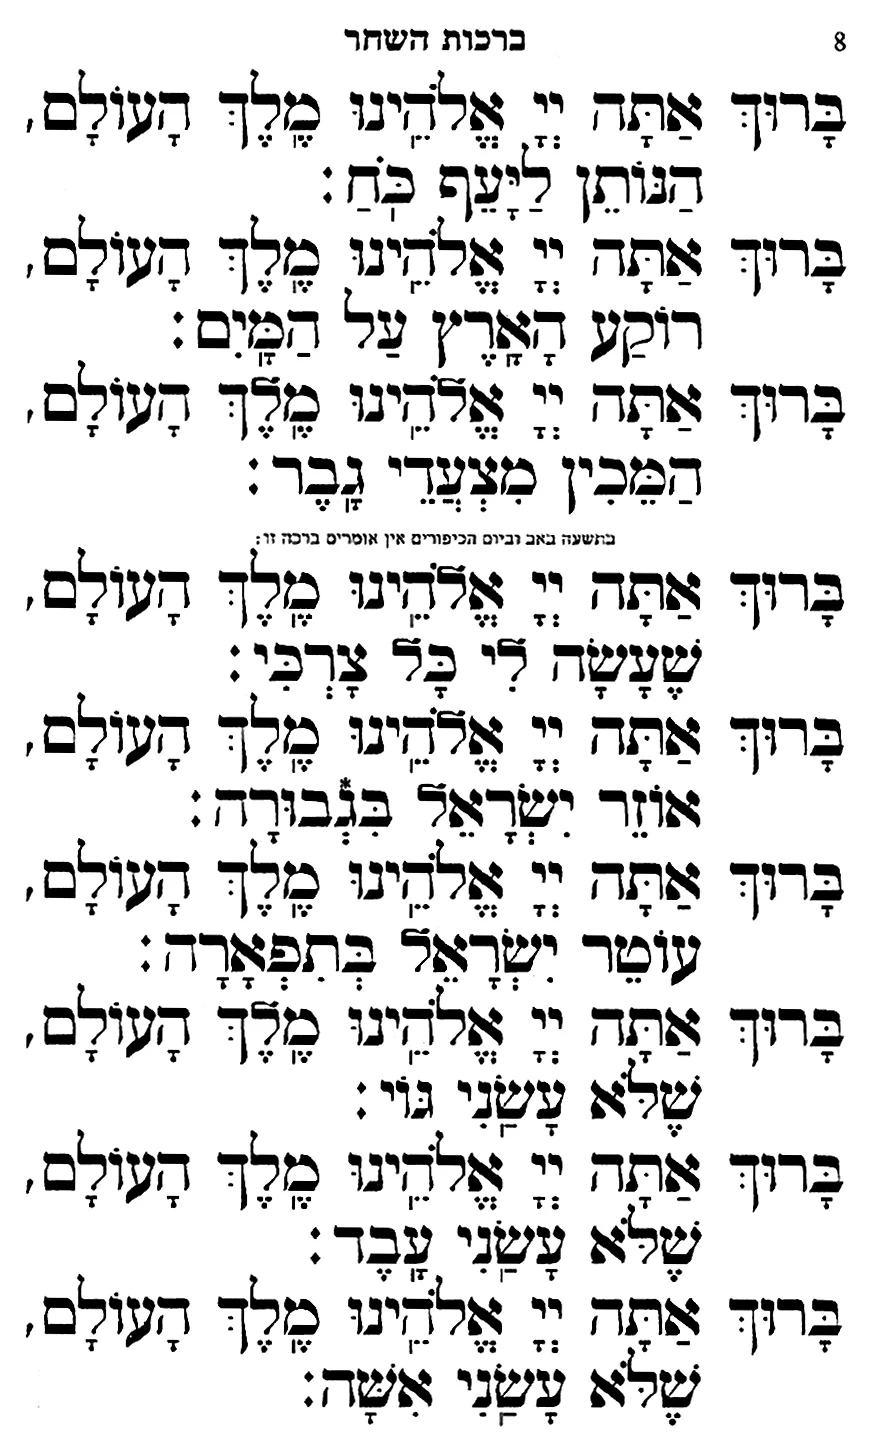 8 ברכות השחר
בָּרוּךְ אַתָּה יְיָ אֱלֹהֵינוּ מֶלֶךְ הָעוֹלָם,
הַנּוֹתֵן לַיָּעֵף כֹּחַ:
בָּרוּךְ אַתָּה יְיָ אֱלֹהֵינוּ מֶלֶךְ הָעוֹלָם,
רוֹקַע הָאָרֶץ עַל הַמָּיִם:
בָּרוּךְ אַתָּה יְיָ אֱלֹהֵינוּ מֶלֶךְ הָעוֹלָם,
הַמֵּכִין מִצְעֲדֵי גָבֶר:
בתשעה באב וביום הכיפורים אין אומרים ברכה זו:
בָּרוּךְ אַתָּה יְיָ אֱלֹהֵינוּ מֶלֶךְ הָעוֹלָם,
שֶׁעָשָׂה לִי כָּל צָרְכִּי:
בָּרוּךְ אַתָּה יְיָ אֱלֹהֵינוּ מֶלֶךְ הָעוֹלָם,
אוֹזֵר יִשְׂרָאֵל בִּגְ*בוּרָה:
בָּרוּךְ אַתָּה יְיָ אֱלֹהֵינוּ מֶלֶךְ הָעוֹלָם,
עוֹטֵר יִשְׂרָאֵל בְּתִפְאָרָה:
בָּרוּךְ אַתָּה יְיָ אֱלֹהֵינוּ מֶלֶךְ הָעוֹלָם,
שֶׁלֹּא עָשַׂנִי גּוֹי:
בָּרוּךְ אַתָּה יְיָ אֱלֹהֵינוּ מֶלֶךְ הָעוֹלָם,
שֶׁלֹּא עָשַׂנִי עָבֶד:
בָּרוּךְ אַתָּה יְיָ אֱלֹהֵינוּ מֶלֶךְ הָעוֹלָם,
שֶׁלֹּא עָשַׂנִי אִשָּׁה: